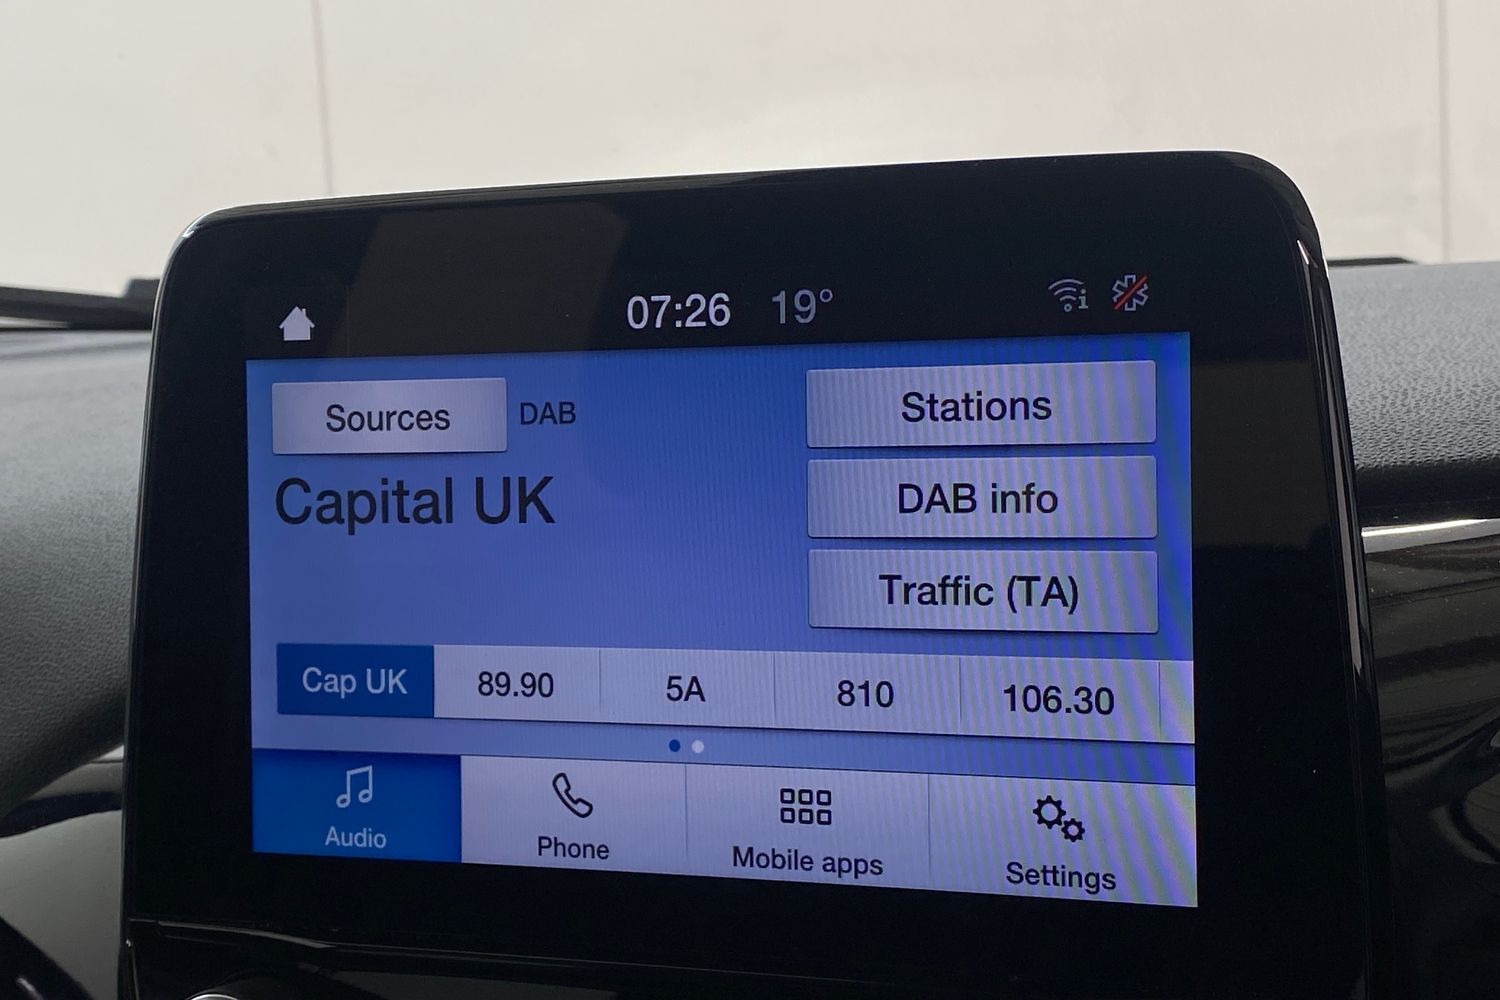 07:26 19°
Sources DAB
Capital UK
Stations
DAB info
Traffic (TA)
Cap UK 89.90 5A 810 106.30
Audio Phone Mobile apps Settings